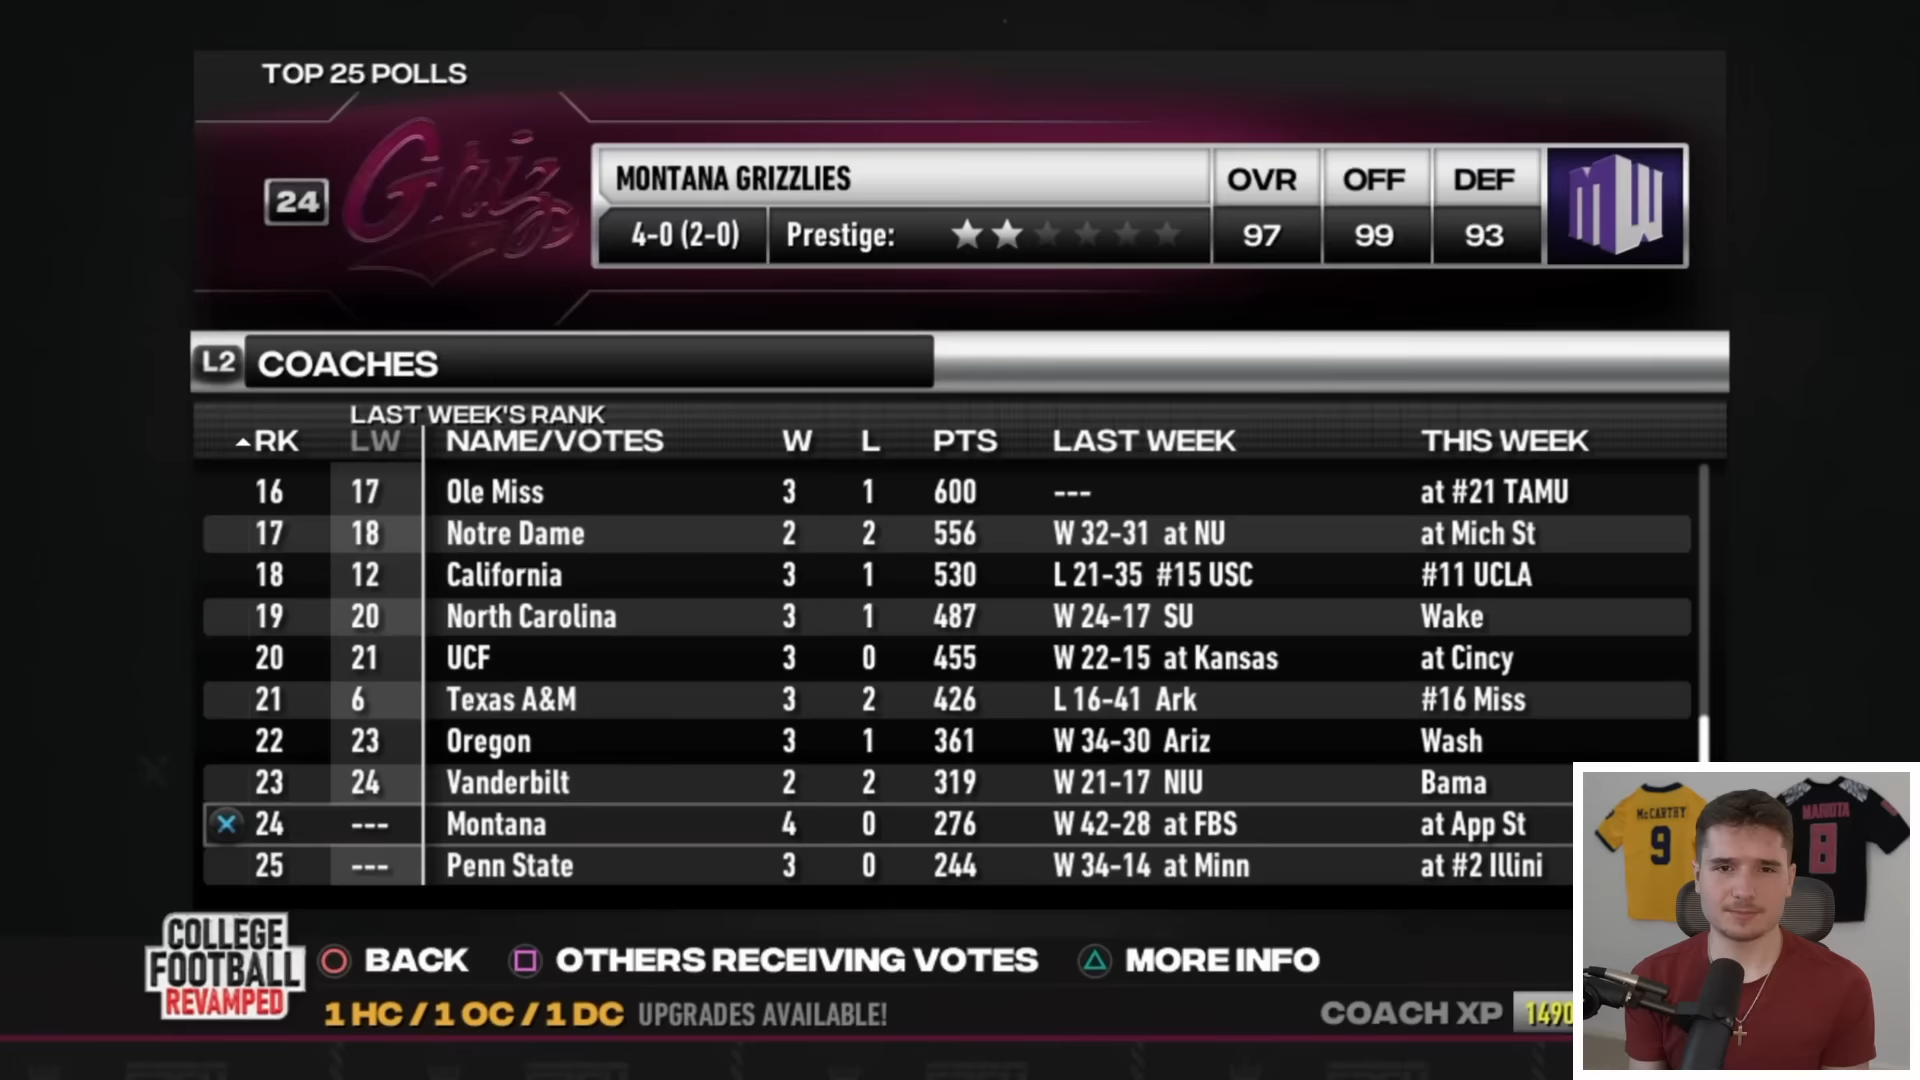 TOP 25 POLLS
24
Griz
MONTANA GRIZZLIES OVR OFF DEF
MW
4-0 (2-0) Prestige: 97 99 93
L2 COACHES
LAST WEEK'S RANK
RK LW NAME/VOTES W L PTS LAST WEEK THIS WEEK
16 17 Ole Miss 3 1 600 --- at #21 TAMU
17 18 Notre Dame 2 2 556 W 32-31 at NU at Mich St
18 12 California 3 1 530 L 21-35 #15 USC #11 UCLA
19 20 North Carolina 3 1 487 W 24-17 SU Wake
20 21 UCF 3 0 455 W 22-15 at Kansas at Cincy
21 6 Texas A&M 3 2 426 L 16-41 Ark #16 Miss
22 23 Oregon 3 1 361 W 34-30 Ariz Wash
23 24 Vanderbilt 2 2 319 W 21-17 NIU Bama
24 --- Montana 4 0 276 W 42-28 at FBS at App St
25 --- Penn State 3 0 244 W 34-14 at Minn at #2 Illini
McCARTHY
9
MARIOTA
8
COLLEGE
FOOTBALL
REVAMPED
BACK OTHERS RECEIVING VOTES MORE INFO
1 HC / 1 OC / 1 DC UPGRADES AVAILABLE!
COACH XP 1490